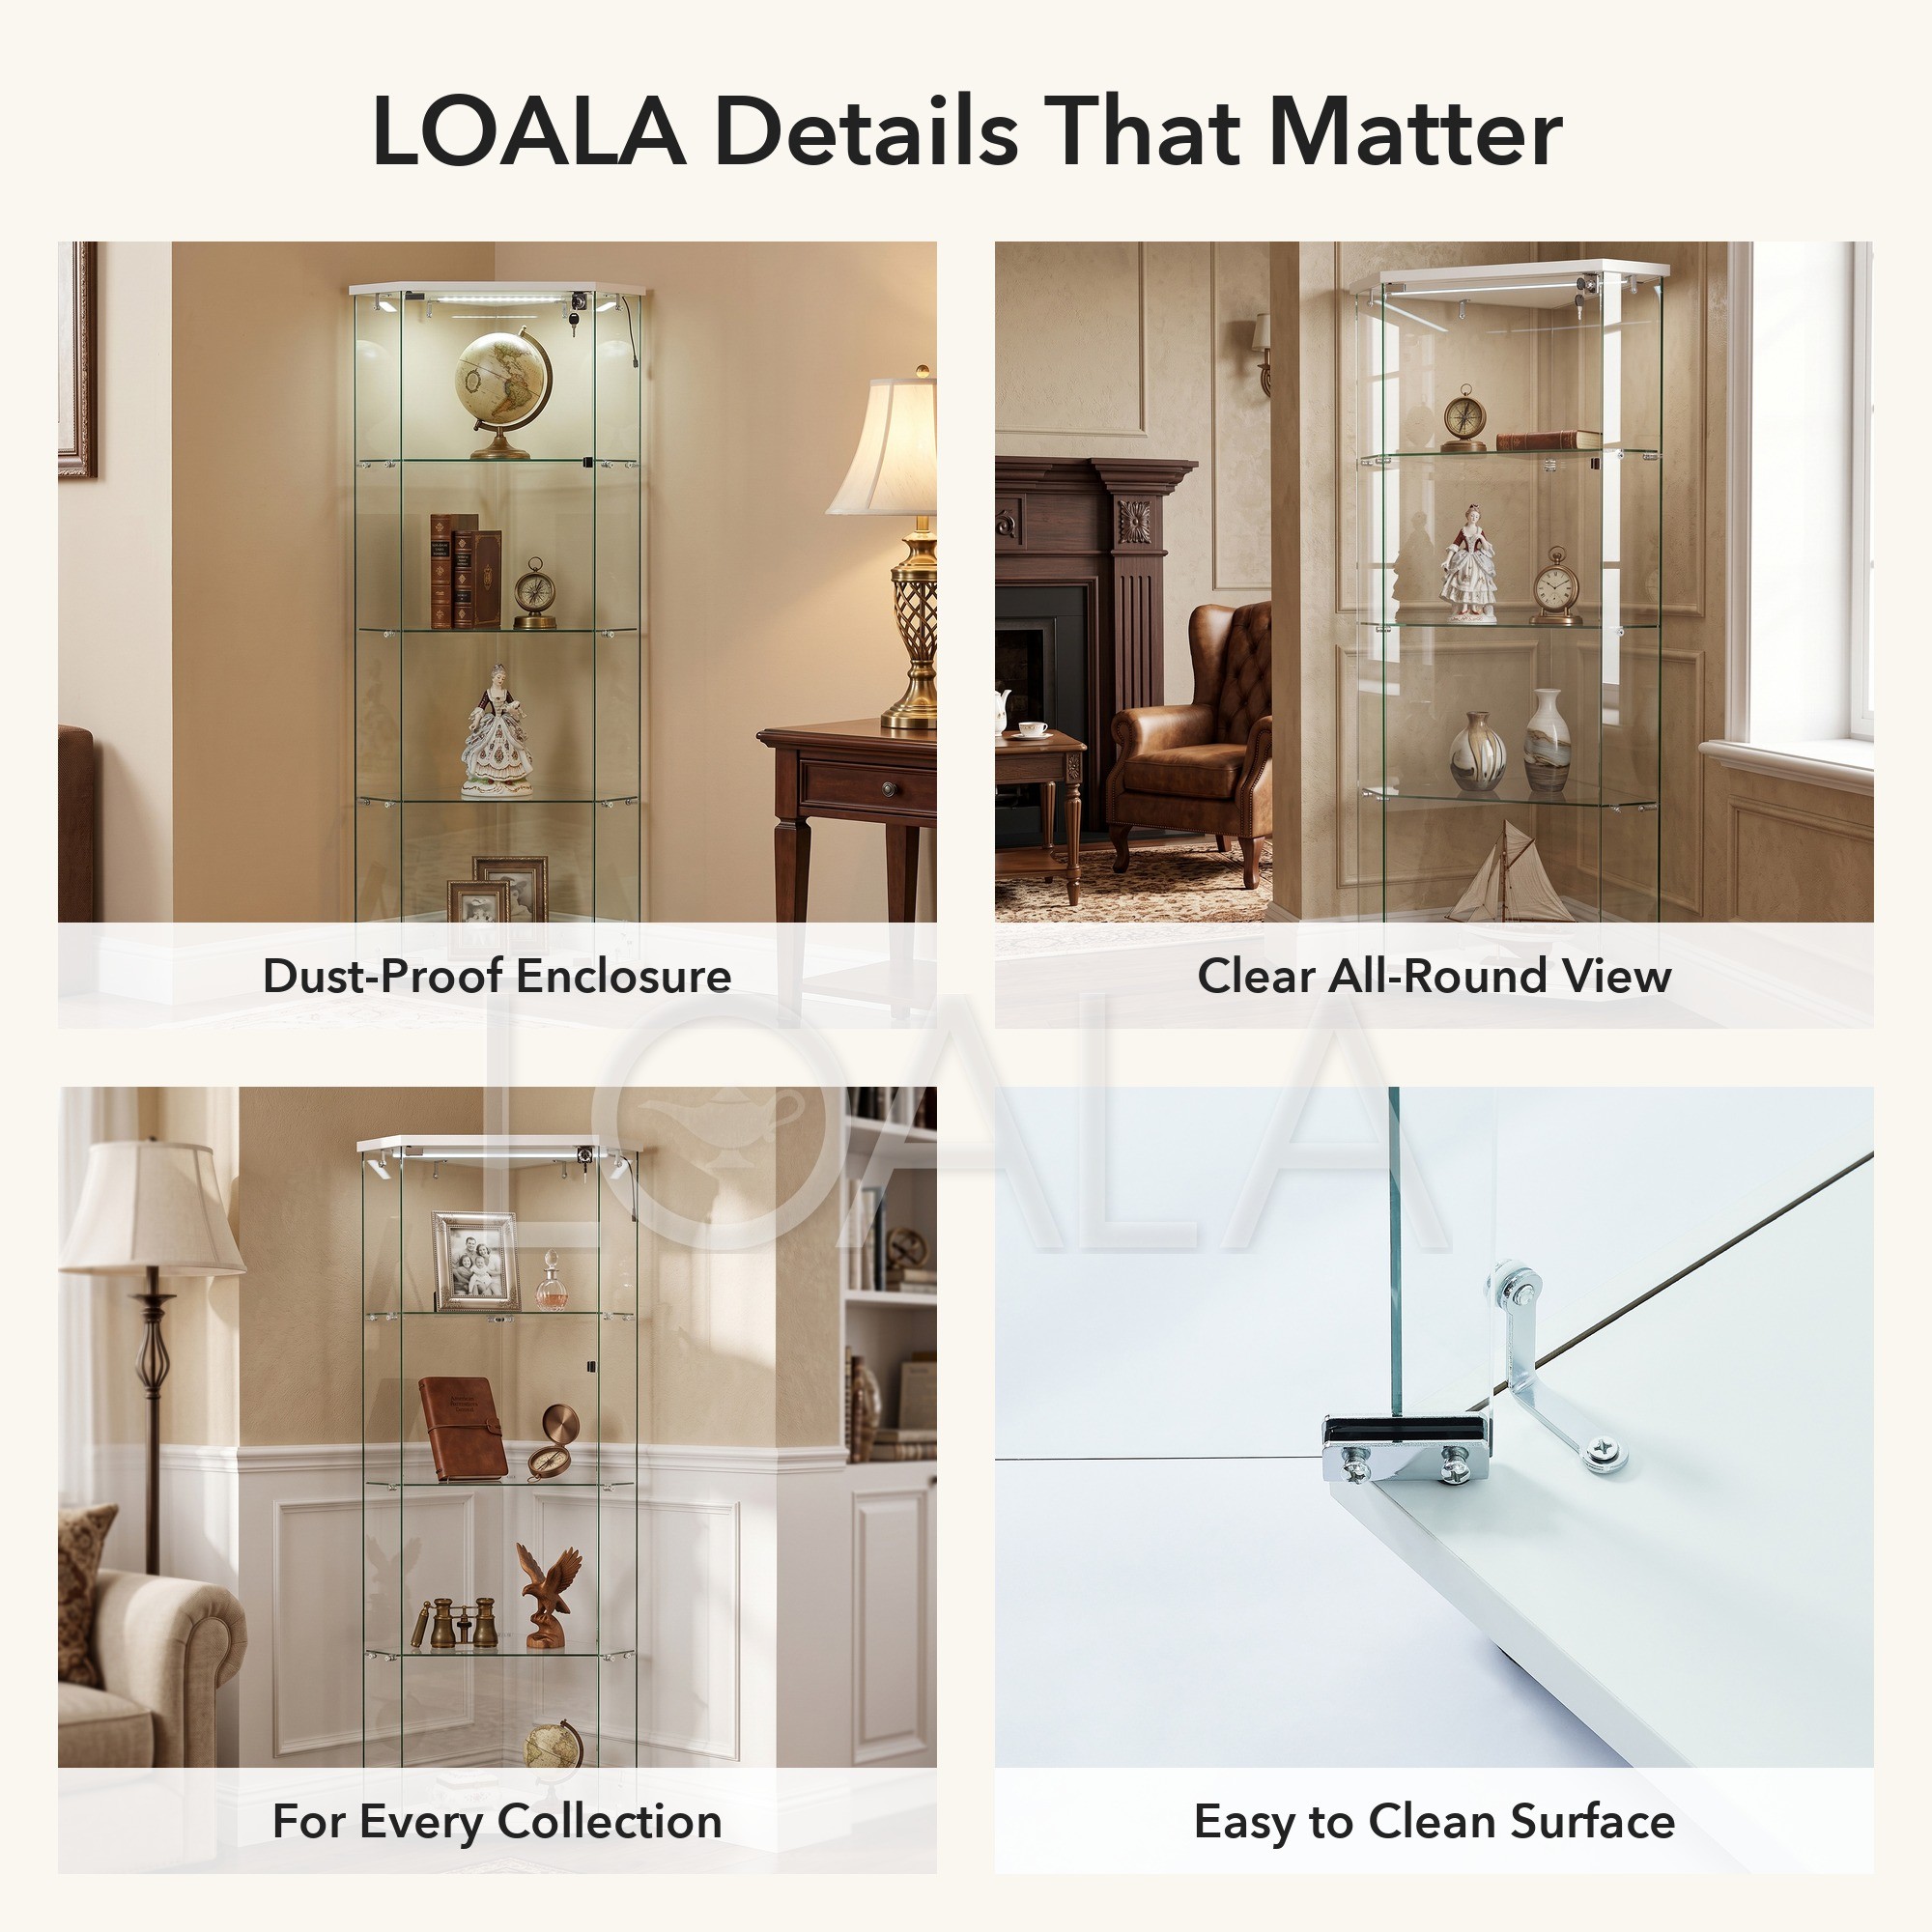 LOALA Details That Matter
Dust-Proof Enclosure
Clear All-Round View
LOALA
For Every Collection
Easy to Clean Surface